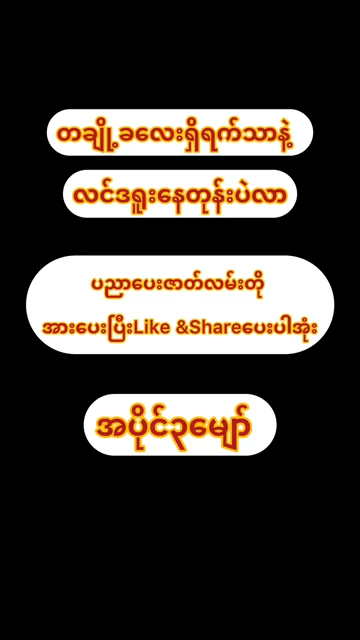 တချို့ခလေးရှိရက်သာနဲ့
လင်ဒရူးနေတုန်းပဲလာ
ပညာပေးဇာတ်လမ်းတို
အားပေးပြီးLike &Shareပေးပါအုံး
အပိုင်၃မျှော်